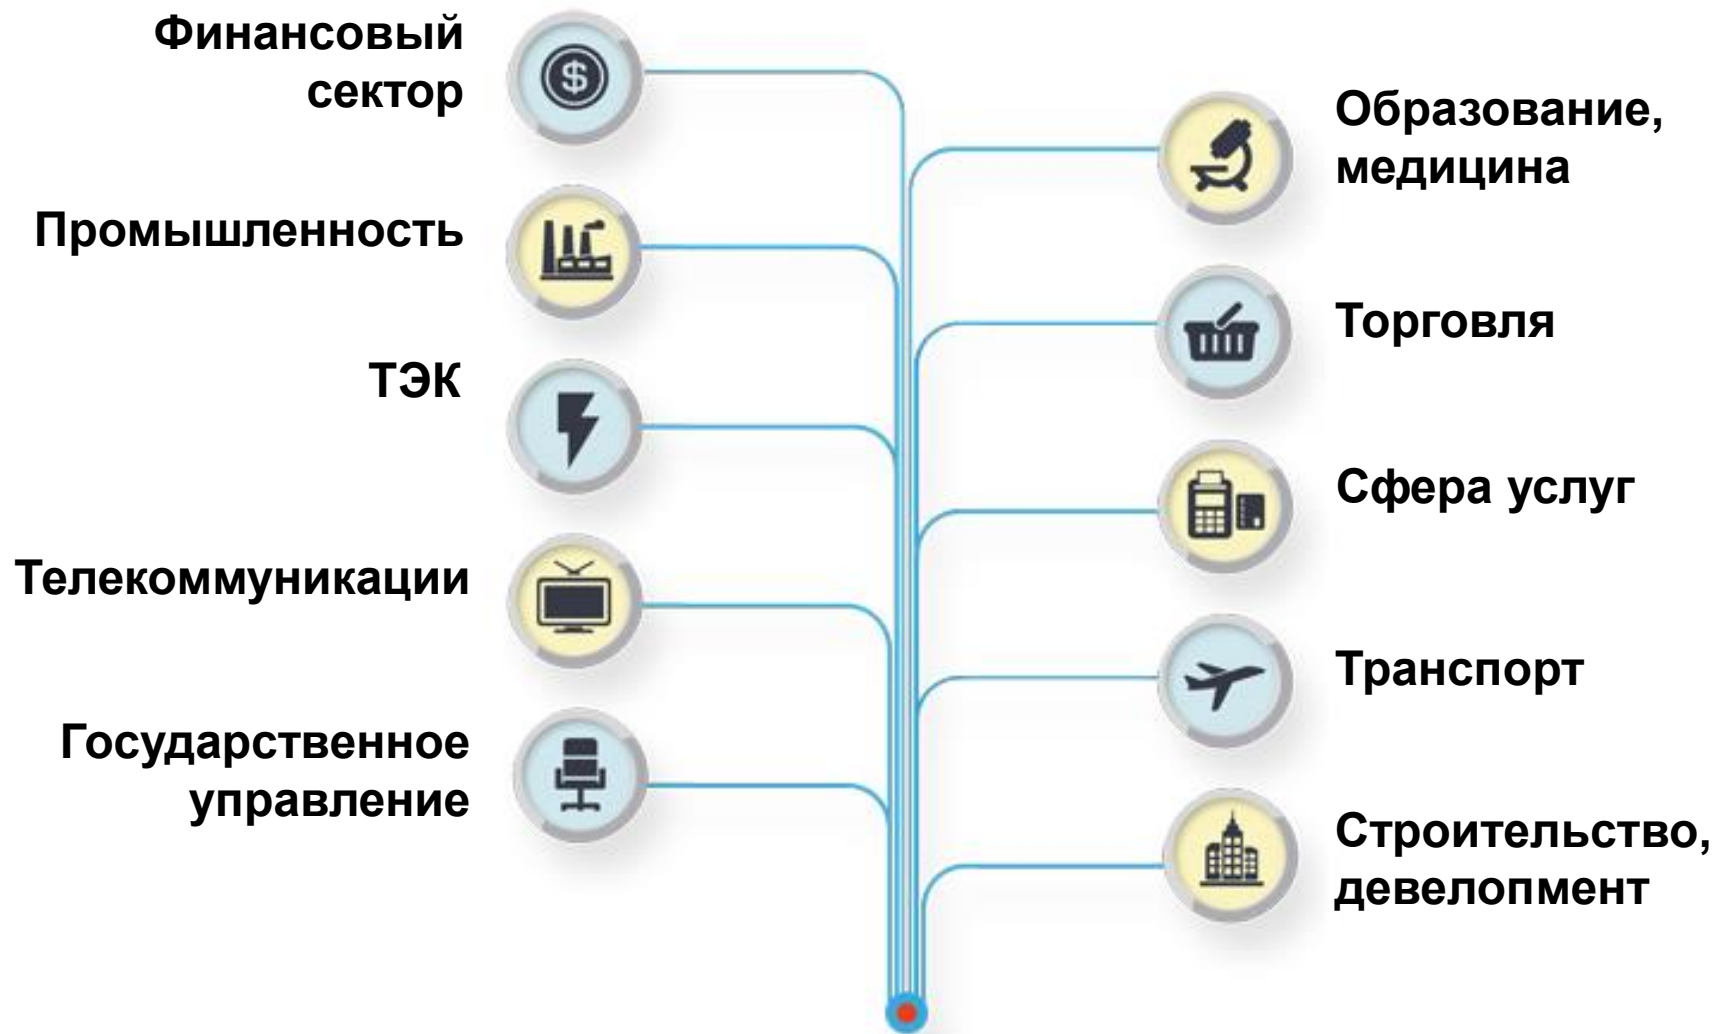 Финансовый
сектор
Промышленность
ТЭК
Телекоммуникации
Государственное
управление
Образование,
медицина
Торговля
Сфера услуг
Транспорт
Строительство,
девелопмент